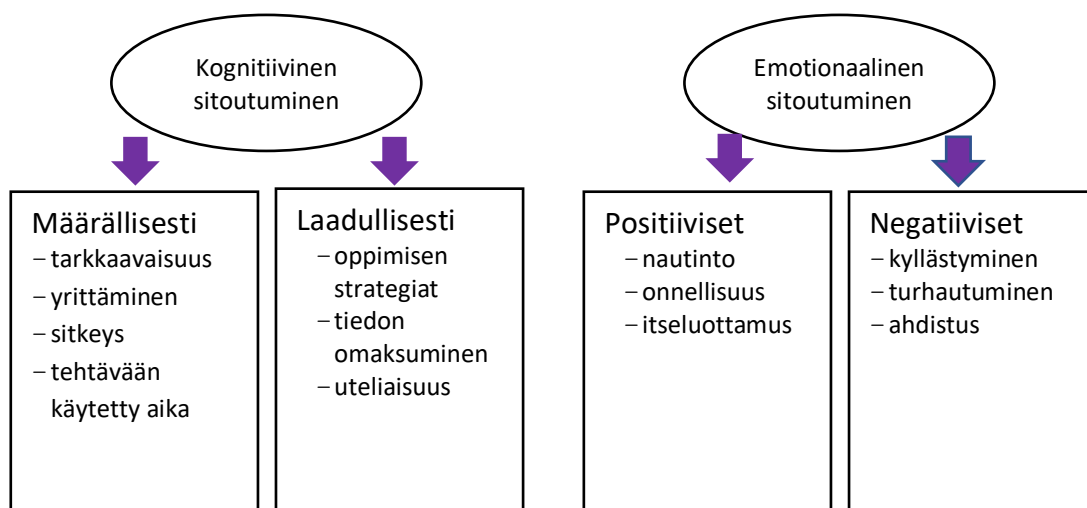 Kognitiivinen
sitoutuminen
Emotionaalinen
sitoutuminen
Määrällisesti
– tarkkaavaisuus
– yrittäminen
– sitkeys
– tehtävään
käytetty aika
Laadullisesti
– oppimisen
strategiat
– tiedon
omaksuminen
– uteliaisuus
Positiiviset
– nautinto
– onnellisuus
– itseluottamus
Negatiiviset
– kyllästyminen
– turhautuminen
– ahdistus